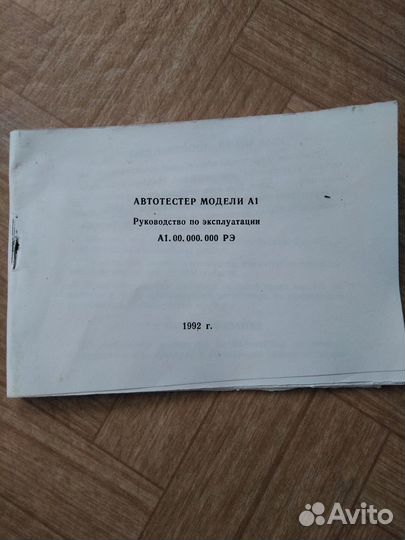 АВТОТЕСТЕР МОДЕЛИ А1
Руководство по эксплуатации
А1.00.000.000 РЭ
1992 г.
Avito